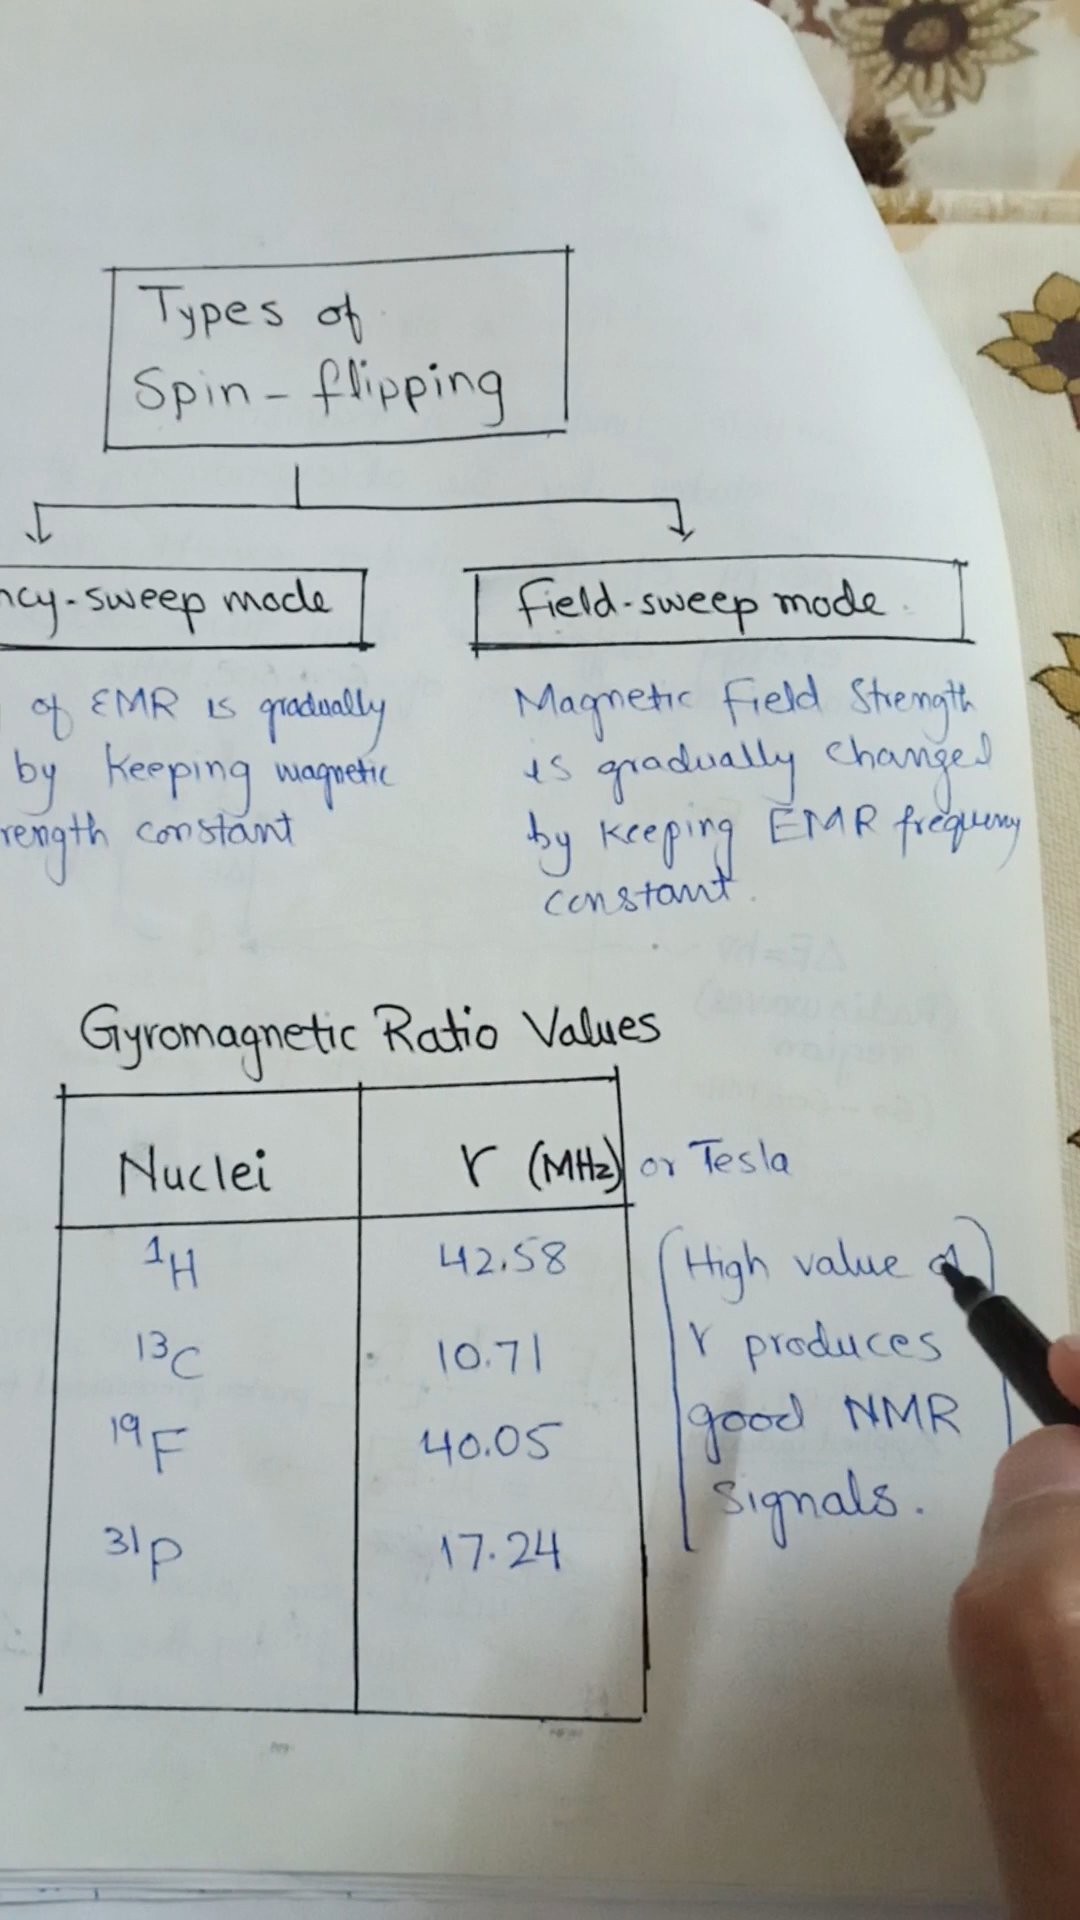 Types of
Spin - flipping
ncy-sweep mode
of EMR is gradually
by keeping magnetic
rength constant
Field-sweep mode.
Magnetic Field Strength
is gradually changed
by keeping EMR frequency
constant.
Gyromagnetic Ratio Values
Nuclei r (MHz) or Tesla
¹H 42.58
¹³C 10.71
¹⁹F 40.05
³¹P 17.24
(High value of)
r produces
good NMR
signals.